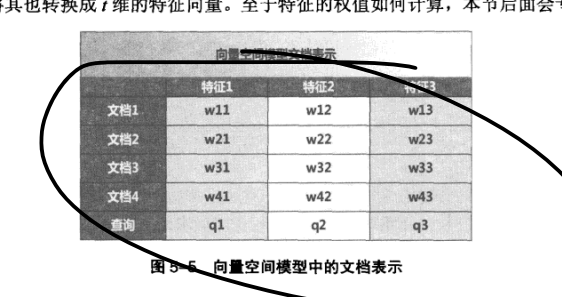 将其也转换成 t 维的特征向量。至于特征的权值如何计算，本节后面会
向量空间模型文档表示
特征1 特征2 特征3
文档1 w11 w12 w13
文档2 w21 w22 w23
文档3 w31 w32 w33
文档4 w41 w42 w43
查询 q1 q2 q3
图 5-5 向量空间模型中的文档表示